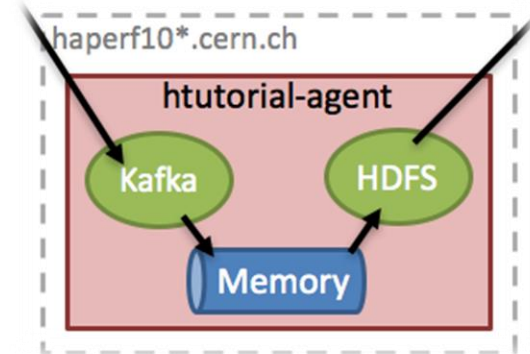 haperf10*.cern.ch
htutorial-agent
Kafka
HDFS
Memory